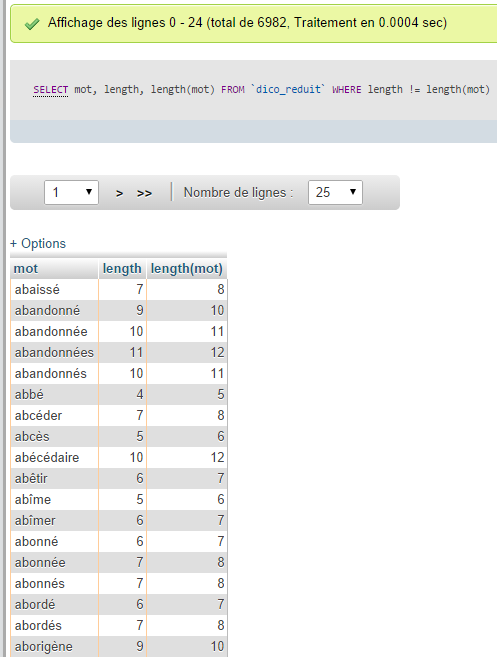 Affichage des lignes 0 - 24 (total de 6982, Traitement en 0.0004 sec)
SELECT mot, length, length(mot) FROM `dico_reduit` WHERE length != length(mot)
1 > >> Nombre de lignes : 25
+ Options
mot length length(mot)
abaissé 7 8
abandonné 9 10
abandonnée 10 11
abandonnées 11 12
abandonnés 10 11
abbé 4 5
abcéder 7 8
abcès 5 6
abécédaire 10 12
abêtir 6 7
abîme 5 6
abîmer 6 7
abonné 6 7
abonnée 7 8
abonnés 7 8
abordé 6 7
abordés 7 8
aborigène 9 10